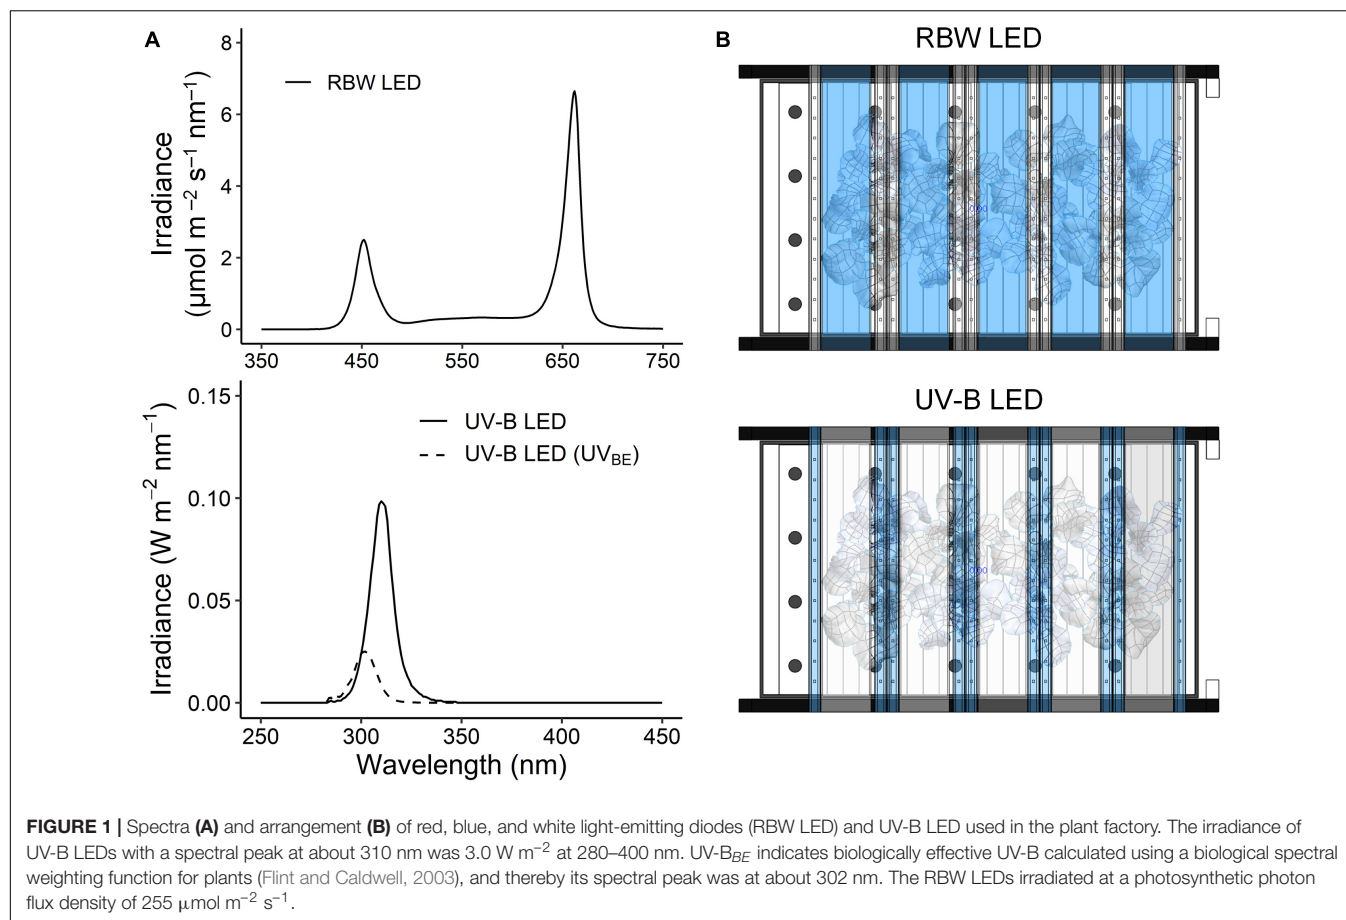 A
8
6
4
2
0
Irradiance
(μmol m⁻² s⁻¹ nm⁻¹)
RBW LED
350 450 550 650 750
0.15
0.10
0.05
0.00
Irradiance (W m⁻² nm⁻¹)
UV-B LED
UV-B LED (UVBE)
250 300 350 400 450
Wavelength (nm)
B
RBW LED
UV-B LED
FIGURE 1 | Spectra (A) and arrangement (B) of red, blue, and white light-emitting diodes (RBW LED) and UV-B LED used in the plant factory. The irradiance of
UV-B LEDs with a spectral peak at about 310 nm was 3.0 W m⁻² at 280–400 nm. UV-BBE indicates biologically effective UV-B calculated using a biological spectral
weighting function for plants (Flint and Caldwell, 2003), and thereby its spectral peak was at about 302 nm. The RBW LEDs irradiated at a photosynthetic photon
flux density of 255 μmol m⁻² s⁻¹.